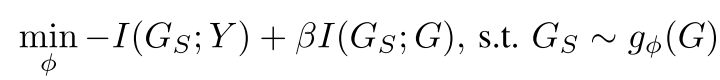 min_ϕ −I(G_S; Y) + βI(G_S; G), s.t. G_S ∼ g_ϕ(G)